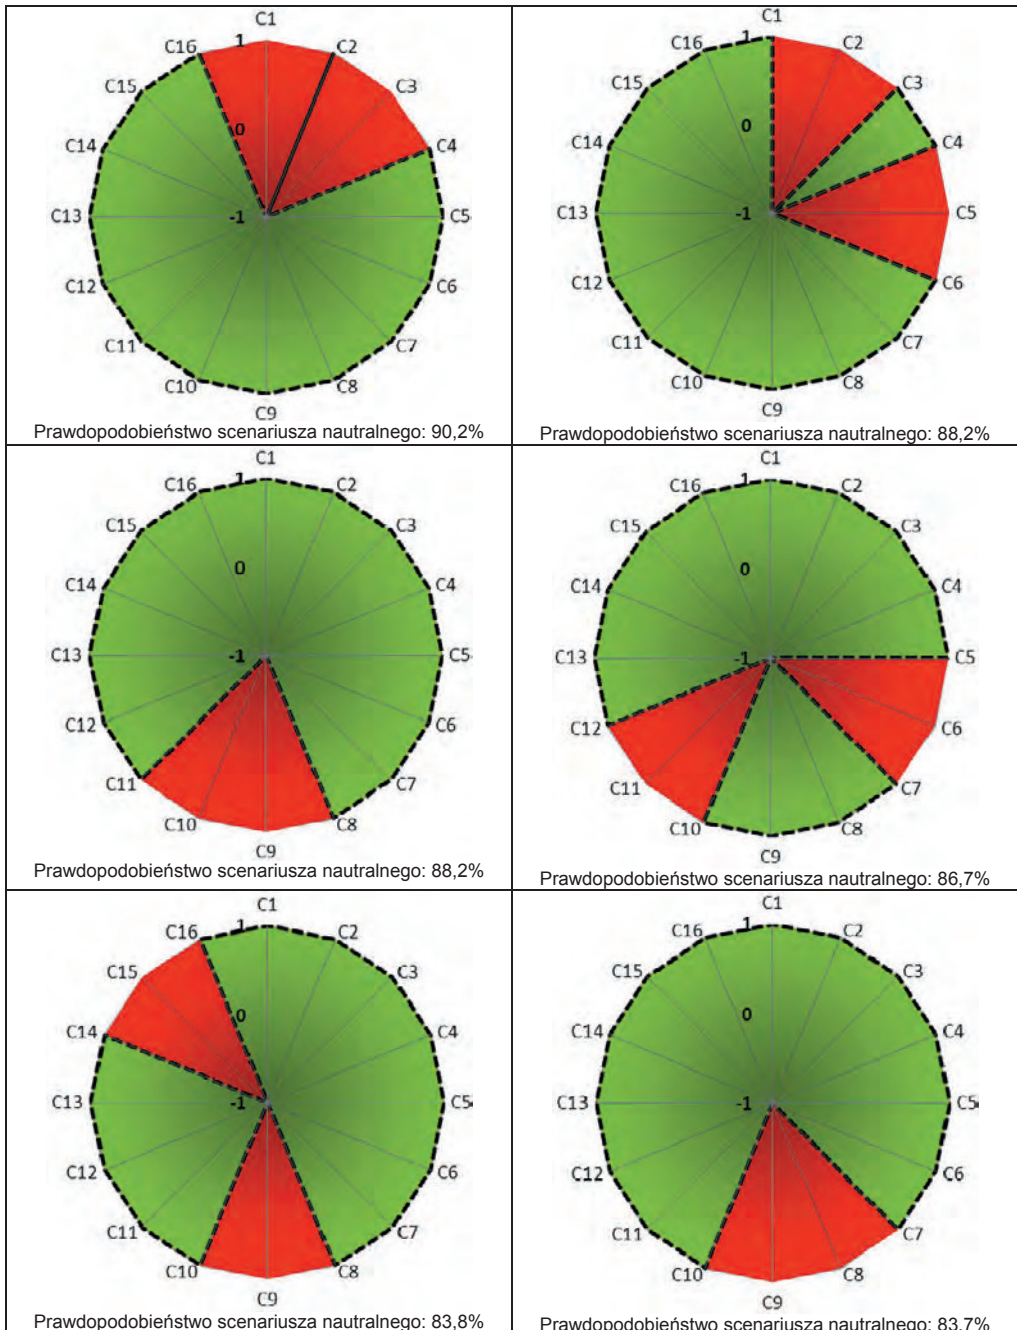 C1
C2
C3
C4
C5
C6
C7
C8
C9
C10
C11
C12
C13
C14
C15
C16
1
0
-1
Prawdopodobieństwo scenariusza nautralnego: 90,2%
C1
C2
C3
C4
C5
C6
C7
C8
C9
C10
C11
C12
C13
C14
C15
C16
1
0
-1
Prawdopodobieństwo scenariusza nautralnego: 88,2%
C1
C2
C3
C4
C5
C6
C7
C8
C9
C10
C11
C12
C13
C14
C15
C16
1
0
-1
Prawdopodobieństwo scenariusza nautralnego: 88,2%
C1
C2
C3
C4
C5
C6
C7
C8
C9
C10
C11
C12
C13
C14
C15
C16
1
0
-1
Prawdopodobieństwo scenariusza nautralnego: 86,7%
C1
C2
C3
C4
C5
C6
C7
C8
C9
C10
C11
C12
C13
C14
C15
C16
1
0
-1
Prawdopodobieństwo scenariusza nautralnego: 83,8%
C1
C2
C3
C4
C5
C6
C7
C8
C9
C10
C11
C12
C13
C14
C15
C16
1
0
-1
Prawdopodobieństwo scenariusza nautralnego: 83,7%